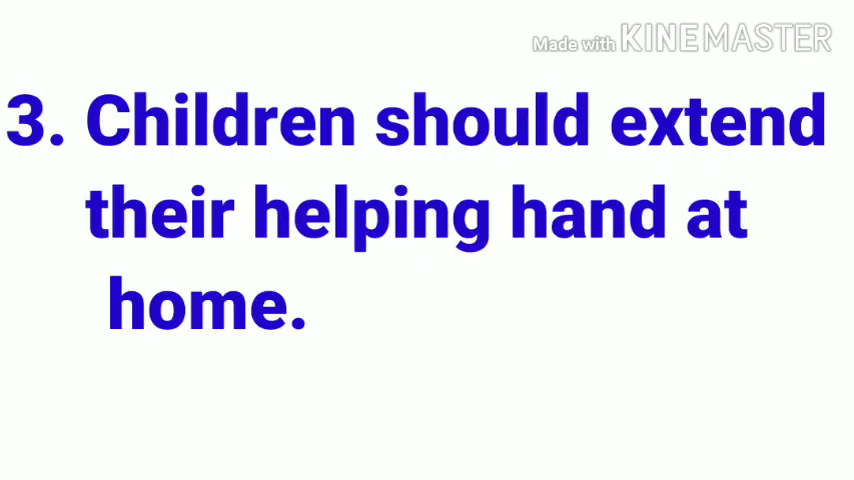 Made with KINEMASTER
3. Children should extend
their helping hand at
home.